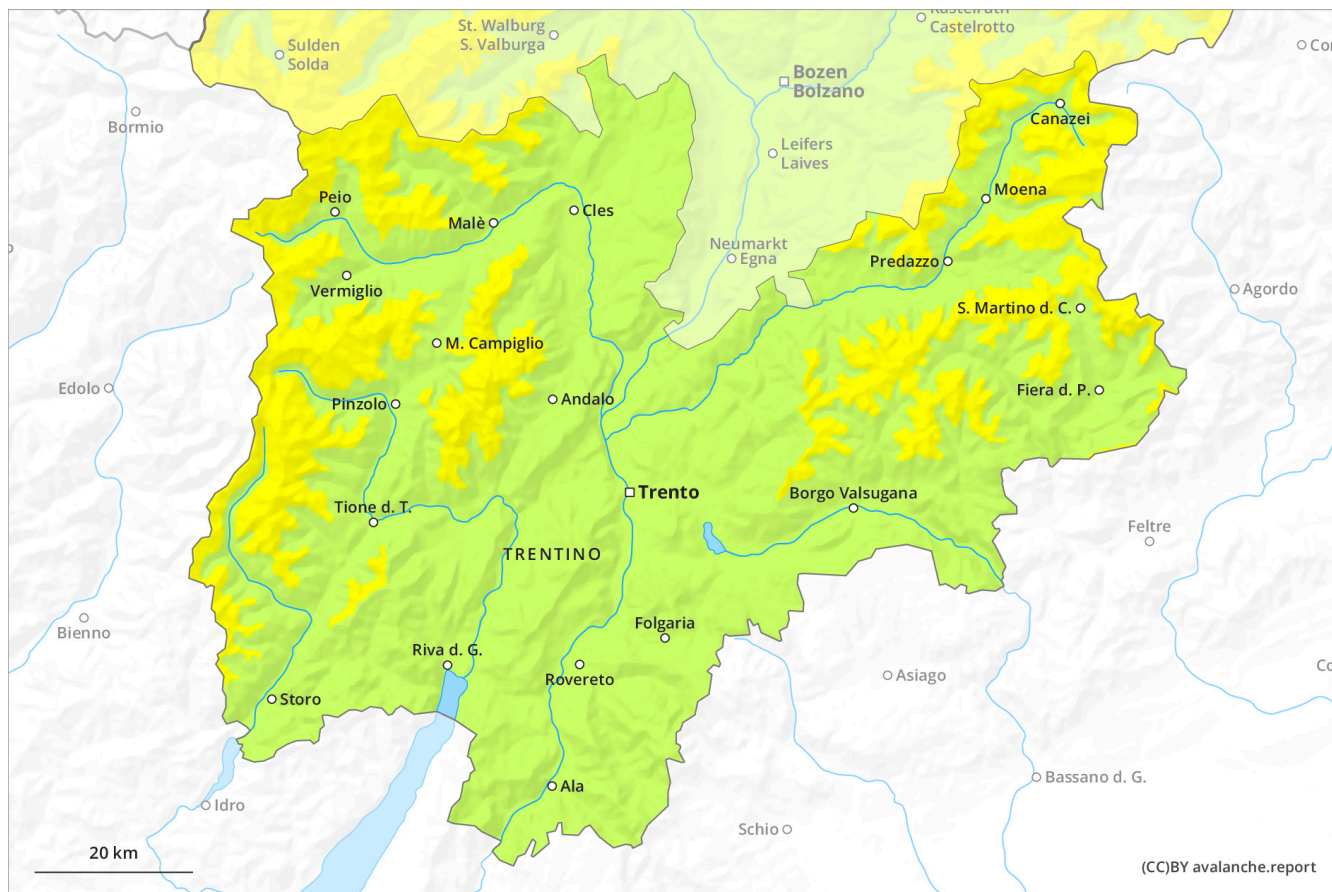 Kastelruth
Castelrotto
St. Walburg
S. Valburga
Sulden
Solda
Bozen
Bolzano
Bormio
Canazei
Leifers
Laives
Peio
Malè
Cles
Moena
Neumarkt
Egna
Predazzo
Vermiglio
Agordo
S. Martino d. C.
M. Campiglio
Edolo
Pinzolo
Andalo
Fiera d. P.
Trento
Borgo Valsugana
Tione d. T.
Feltre
TRENTINO
Bienno
Folgaria
Riva d. G.
Rovereto
Asiago
Storo
Ala
Bassano d. G.
Idro
Schio
20 km
(CC)BY avalanche.report